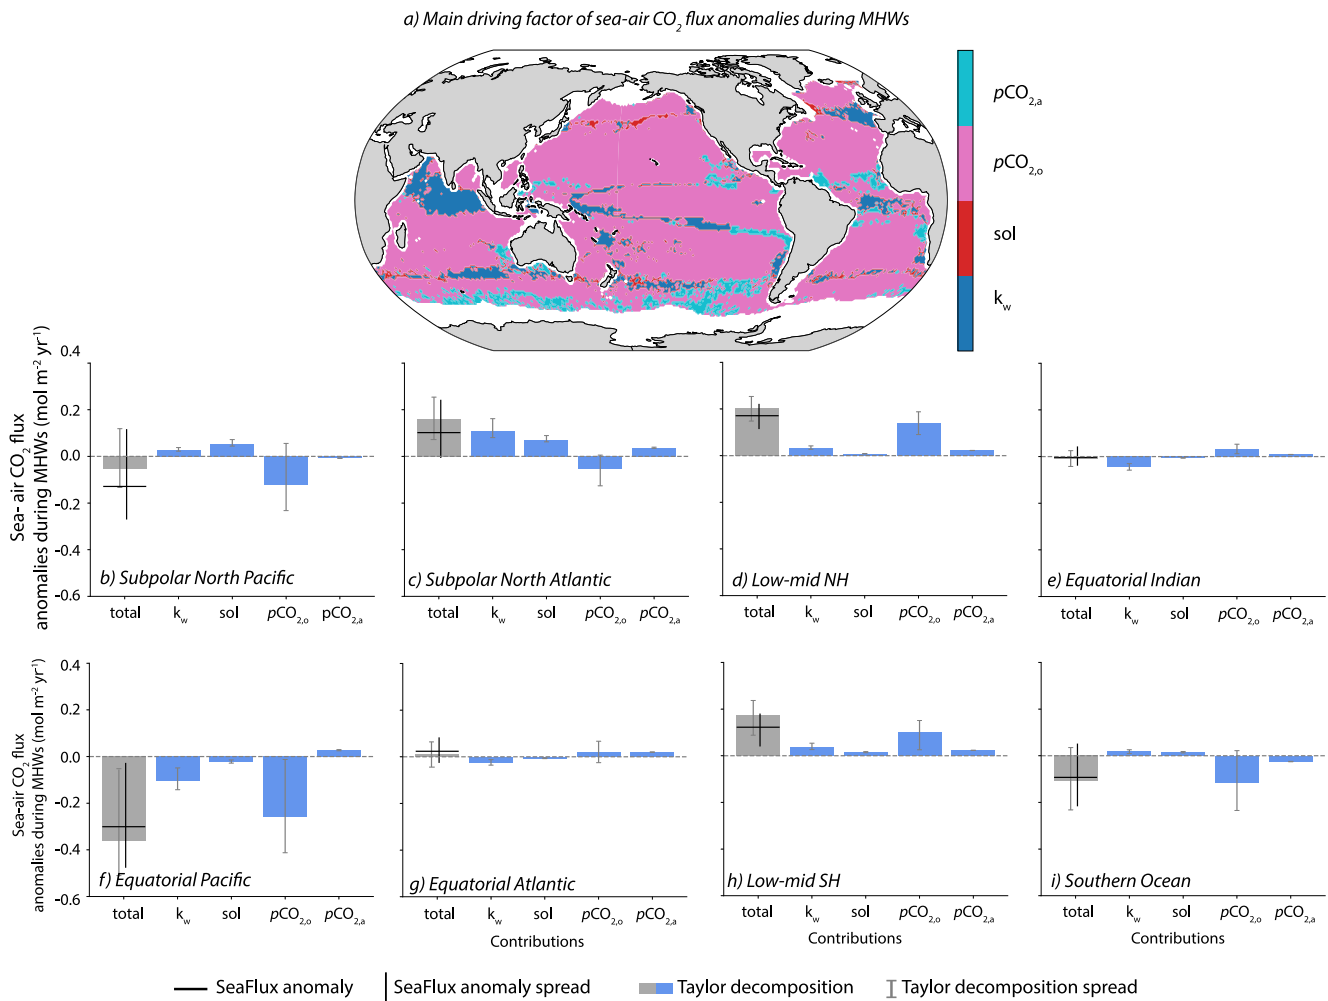 a) Main driving factor of sea-air CO2 flux anomalies during MHWs
pCO2,a
pCO2,o
sol
kw
Sea- air CO2 flux
anomalies during MHWs (mol m-2 yr-1)
0.4
0.2
0.0
-0.2
-0.4
-0.6
b) Subpolar North Pacific
c) Subpolar North Atlantic
d) Low-mid NH
e) Equatorial Indian
total kw sol pCO2,o pCO2,a
total kw sol pCO2,o pCO2,a
total kw sol pCO2,o pCO2,a
total kw sol pCO2,o pCO2,a
Sea-air CO2 flux
anomalies during MHWs (mol m-2 yr-1)
0.4
0.2
0.0
-0.2
-0.4
-0.6
f) Equatorial Pacific
g) Equatorial Atlantic
h) Low-mid SH
i) Southern Ocean
total kw sol pCO2,o pCO2,a
total kw sol pCO2,o pCO2,a
total kw sol pCO2,o pCO2,a
total kw sol pCO2,o pCO2,a
Contributions
Contributions
Contributions
SeaFlux anomaly
SeaFlux anomaly spread
Taylor decomposition
Taylor decomposition spread